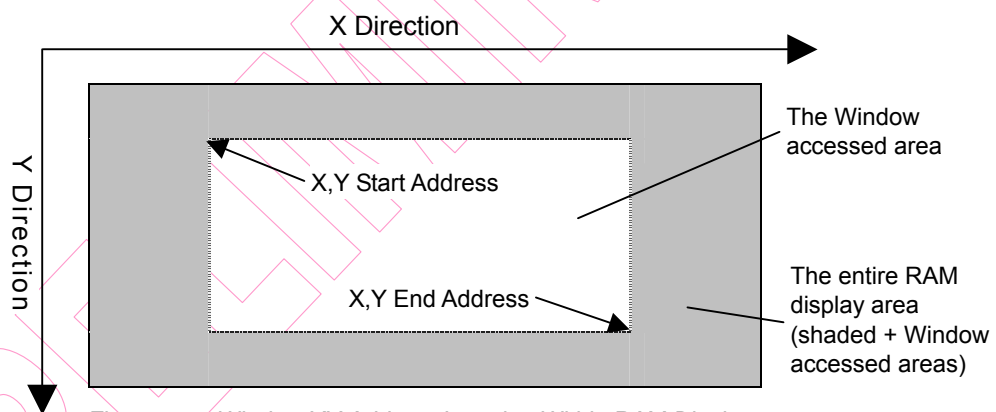 X Direction
The Window
accessed area
Y Direction
X,Y Start Address
X,Y End Address
The entire RAM
display area
(shaded + Window
accessed areas)